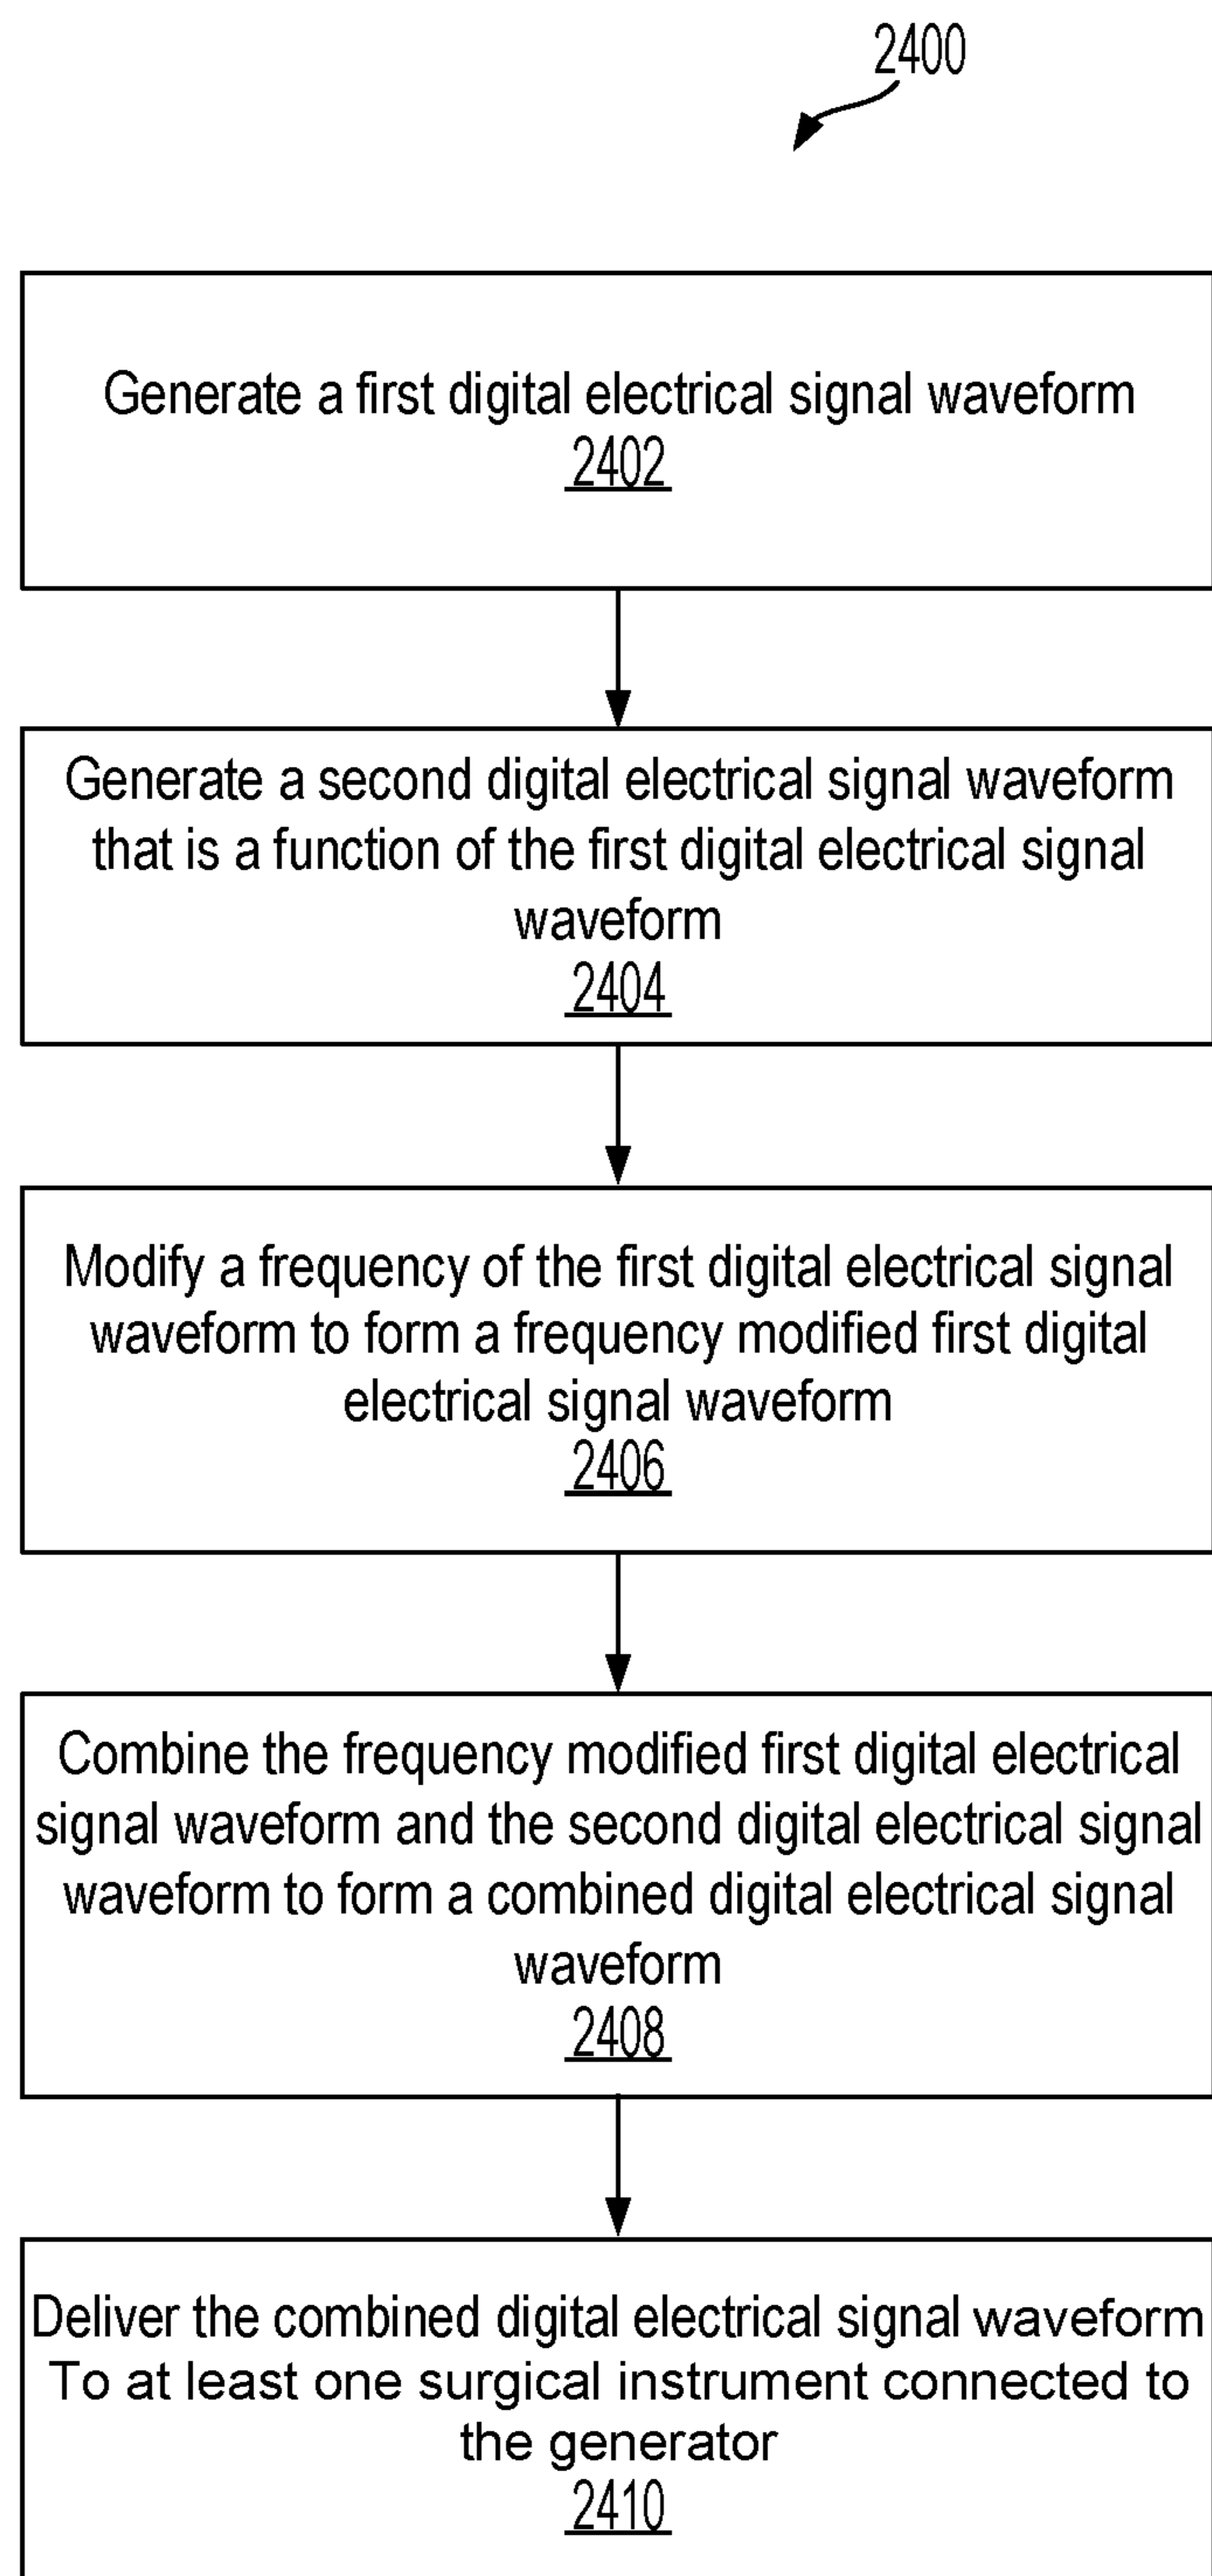 2400
Generate a first digital electrical signal waveform
2402
Generate a second digital electrical signal waveform
that is a function of the first digital electrical signal
waveform
2404
Modify a frequency of the first digital electrical signal
waveform to form a frequency modified first digital
electrical signal waveform
2406
Combine the frequency modified first digital electrical
signal waveform and the second digital electrical signal
waveform to form a combined digital electrical signal
waveform
2408
Deliver the combined digital electrical signal waveform
To at least one surgical instrument connected to
the generator
2410